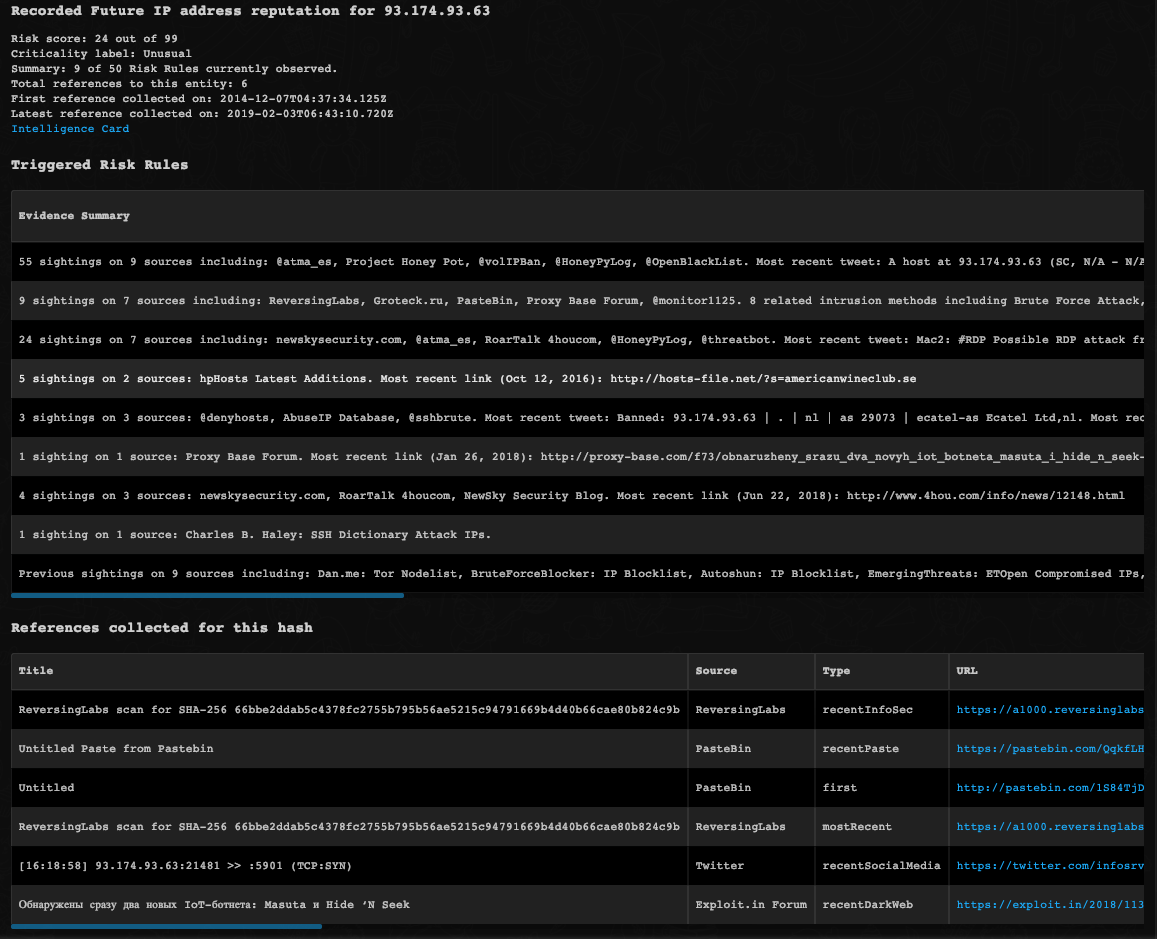 Recorded Future IP address reputation for 93.174.93.63
Risk score: 24 out of 99
Criticality label: Unusual
Summary: 9 of 50 Risk Rules currently observed.
Total references to this entity: 6
First reference collected on: 2014-12-07T04:37:34.125Z
Latest reference collected on: 2019-02-03T06:43:10.720Z
Intelligence Card
Triggered Risk Rules
Evidence Summary
55 sightings on 9 sources including: @atma_es, Project Honey Pot, @volIPBan, @HoneyPyLog, @OpenBlackList. Most recent tweet: A host at 93.174.93.63 (SC, N/A - N/A
9 sightings on 7 sources including: ReversingLabs, Groteck.ru, PasteBin, Proxy Base Forum, @monitor1125. 8 related intrusion methods including Brute Force Attack,
24 sightings on 7 sources including: newskysecurity.com, @atma_es, RoarTalk 4houcom, @HoneyPyLog, @threatbot. Most recent tweet: Mac2: #RDP Possible RDP attack fr
5 sightings on 2 sources: hpHosts Latest Additions. Most recent link (Oct 12, 2016): http://hosts-file.net/?s=americanwineclub.se
3 sightings on 3 sources: @denyhosts, AbuseIP Database, @sshbrute. Most recent tweet: Banned: 93.174.93.63 | . | nl | as 29073 | ecatel-as Ecatel Ltd,nl. Most rec
1 sighting on 1 source: Proxy Base Forum. Most recent link (Jan 26, 2018): http://proxy-base.com/f73/obnaruzheny_srazu_dva_novyh_iot_botneta_masuta_i_hide_n_seek-
4 sightings on 3 sources: newskysecurity.com, RoarTalk 4houcom, NewSky Security Blog. Most recent link (Jun 22, 2018): http://www.4hou.com/info/news/12148.html
1 sighting on 1 source: Charles B. Haley: SSH Dictionary Attack IPs.
Previous sightings on 9 sources including: Dan.me: Tor Nodelist, BruteForceBlocker: IP Blocklist, Autoshun: IP Blocklist, EmergingThreats: ETOpen Compromised IPs,
References collected for this hash
Title Source Type URL
ReversingLabs scan for SHA-256 66bbe2ddab5c4378fc2755b795b56ae5215c94791669b4d40b66cae80b824c9b ReversingLabs recentInfoSec https://a1000.reversinglabs
Untitled Paste from Pastebin PasteBin recentPaste https://pastebin.com/QqkfLH
Untitled PasteBin first http://pastebin.com/1S84TjD
ReversingLabs scan for SHA-256 66bbe2ddab5c4378fc2755b795b56ae5215c94791669b4d40b66cae80b824c9b ReversingLabs mostRecent https://a1000.reversinglabs
[16:18:58] 93.174.93.63:21481 >> :5901 (TCP:SYN) Twitter recentSocialMedia https://twitter.com/infosrv
Обнаружены сразу два новых IoT-ботнета: Masuta и Hide ‘N Seek Exploit.in Forum recentDarkWeb https://exploit.in/2018/113